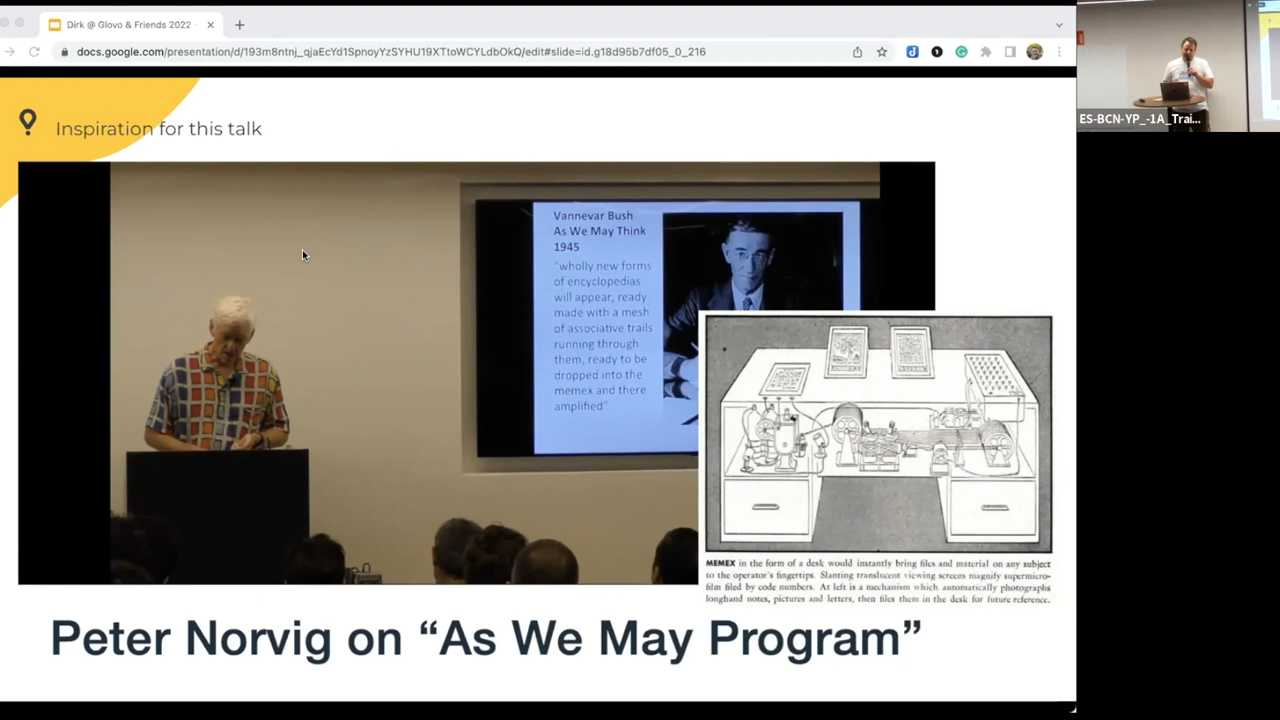 Dirk @ Glovo & Friends 2022
docs.google.com/presentation/d/193m8ntnj_qjaEcYd1SpnoyYzSYHU19XTtoWCYLdbOkQ/edit#slide=id.g18d95b7df05_0_216
ES-BCN-YP_-1A_Trai...
Inspiration for this talk
Vannevar Bush
As We May Think
1945
"wholly new forms
of encyclopedias
will appear, ready
made with a mesh
of associative trails
running through
them, ready to be
dropped into the
memex and there
amplified"
MEMEX in the form of a desk would instantly bring files and material on any subject
to the operator's fingertips. Slanting translucent viewing screens magnify supermicro-
film filed by code numbers. At left is a mechanism which automatically photographs
longhand notes, pictures and letters, then files them in the desk for future reference.
Peter Norvig on “As We May Program”